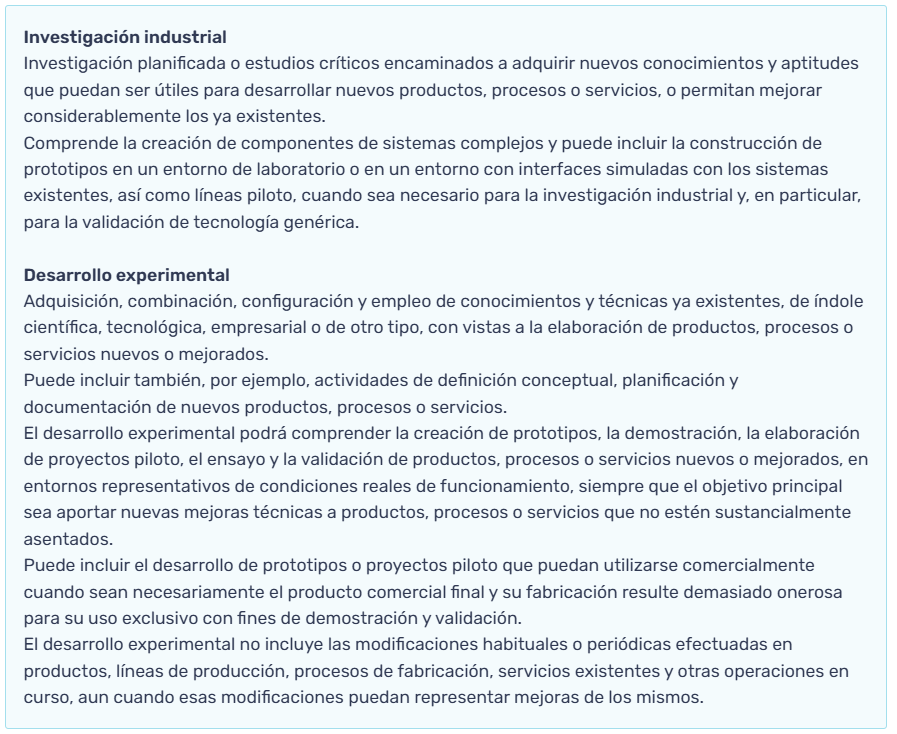 Investigación industrial
Investigación planificada o estudios críticos encaminados a adquirir nuevos conocimientos y aptitudes
que puedan ser útiles para desarrollar nuevos productos, procesos o servicios, o permitan mejorar
considerablemente los ya existentes.
Comprende la creación de componentes de sistemas complejos y puede incluir la construcción de
prototipos en un entorno de laboratorio o en un entorno con interfaces simuladas con los sistemas
existentes, así como líneas piloto, cuando sea necesario para la investigación industrial y, en particular,
para la validación de tecnología genérica.
Desarrollo experimental
Adquisición, combinación, configuración y empleo de conocimientos y técnicas ya existentes, de índole
científica, tecnológica, empresarial o de otro tipo, con vistas a la elaboración de productos, procesos o
servicios nuevos o mejorados.
Puede incluir también, por ejemplo, actividades de definición conceptual, planificación y
documentación de nuevos productos, procesos o servicios.
El desarrollo experimental podrá comprender la creación de prototipos, la demostración, la elaboración
de proyectos piloto, el ensayo y la validación de productos, procesos o servicios nuevos o mejorados, en
entornos representativos de condiciones reales de funcionamiento, siempre que el objetivo principal
sea aportar nuevas mejoras técnicas a productos, procesos o servicios que no estén sustancialmente
asentados.
Puede incluir el desarrollo de prototipos o proyectos piloto que puedan utilizarse comercialmente
cuando sean necesariamente el producto comercial final y su fabricación resulte demasiado onerosa
para su uso exclusivo con fines de demostración y validación.
El desarrollo experimental no incluye las modificaciones habituales o periódicas efectuadas en
productos, líneas de producción, procesos de fabricación, servicios existentes y otras operaciones en
curso, aun cuando esas modificaciones puedan representar mejoras de los mismos.